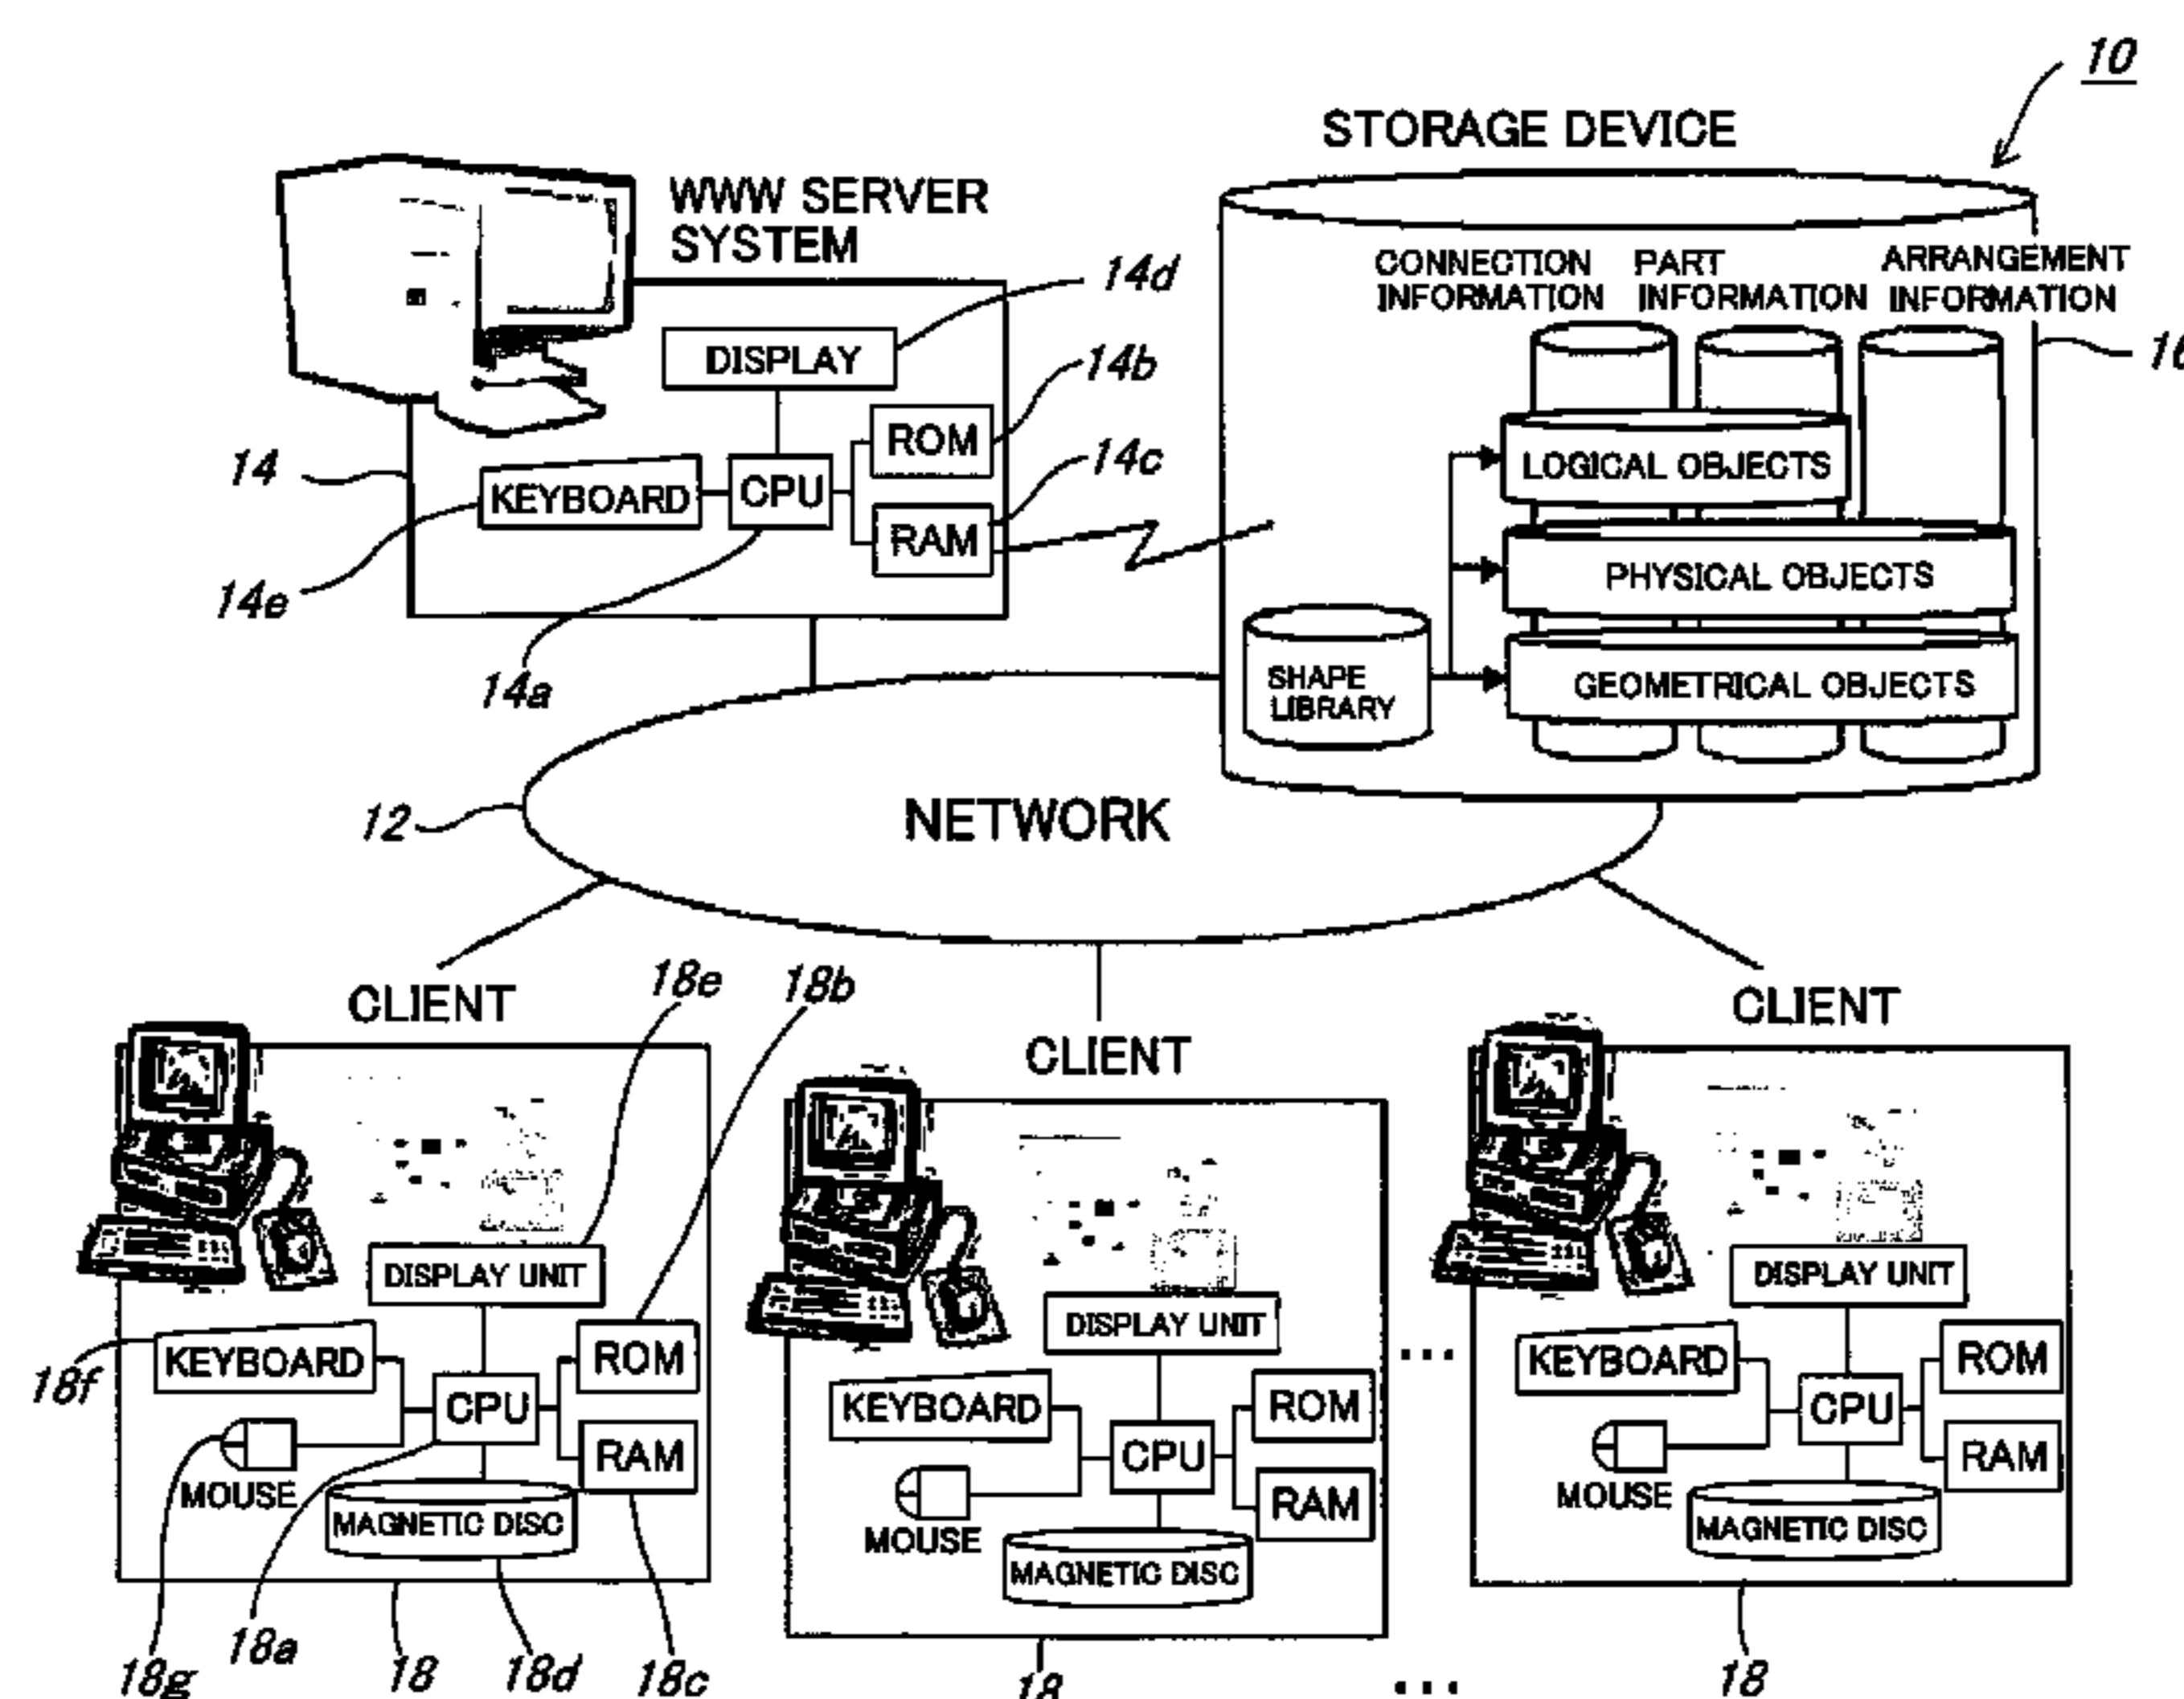 10
STORAGE DEVICE
WWW SERVER
SYSTEM
CONNECTION
INFORMATION
PART
INFORMATION
ARRANGEMENT
INFORMATION
14d
DISPLAY
14b
ROM
14c
14
KEYBOARD
CPU
RAM
14e
14a
LOGICAL OBJECTS
PHYSICAL OBJECTS
GEOMETRICAL OBJECTS
SHAPE
LIBRARY
12
NETWORK
CLIENT
18e
18b
DISPLAY UNIT
18f
KEYBOARD
CPU
ROM
RAM
MOUSE
MAGNETIC DISC
18g
18a
18
18d
18c
CLIENT
DISPLAY UNIT
KEYBOARD
CPU
ROM
RAM
MOUSE
MAGNETIC DISC
18
...
...
CLIENT
DISPLAY UNIT
KEYBOARD
CPU
ROM
RAM
MOUSE
MAGNETIC DISC
18